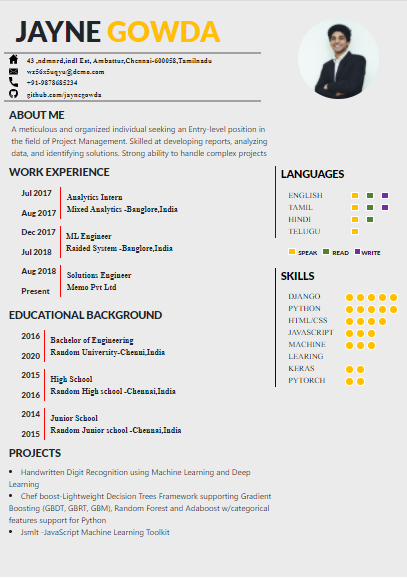 JAYNE GOWDA
43 ,ndmnrd,indl Est, Ambattur,Chennai-600058,Tamilnadu
wz56x5uqyu@demo.com
+91-9878685234
github.com/jaynegowda
ABOUT ME
A meticulous and organized individual seeking an Entry-level position in
the field of Project Management. Skilled at developing reports, analyzing
data, and identifying solutions. Strong ability to handle complex projects
WORK EXPERIENCE
Jul 2017
Aug 2017
Analytics Intern
Mixed Analytics -Banglore,India
Dec 2017
Jul 2018
ML Engineer
Raided System -Banglore,India
Aug 2018
Present
Solutions Engineer
Memo Pvt Ltd
EDUCATIONAL BACKGROUND
2016
2020
Bachelor of Engineering
Random University-Chenni,India
2015
2016
High School
Random High school -Chennai,India
2014
2015
Junior School
Random Junior school -Chennai,India
PROJECTS
• Handwritten Digit Recognition using Machine Learning and Deep
Learning
• Chef boost-Lightweight Decision Trees Framework supporting Gradient
Boosting (GBDT, GBRT, GBM), Random Forest and Adaboost w/categorical
features support for Python
• Jsmlt -JavaScript Machine Learning Toolkit
LANGUAGES
ENGLISH
TAMIL
HINDI
TELUGU
SPEAK READ WRITE
SKILLS
DJANGO
PYTHON
HTML/CSS
JAVASCRIPT
MACHINE
LEARING
KERAS
PYTORCH